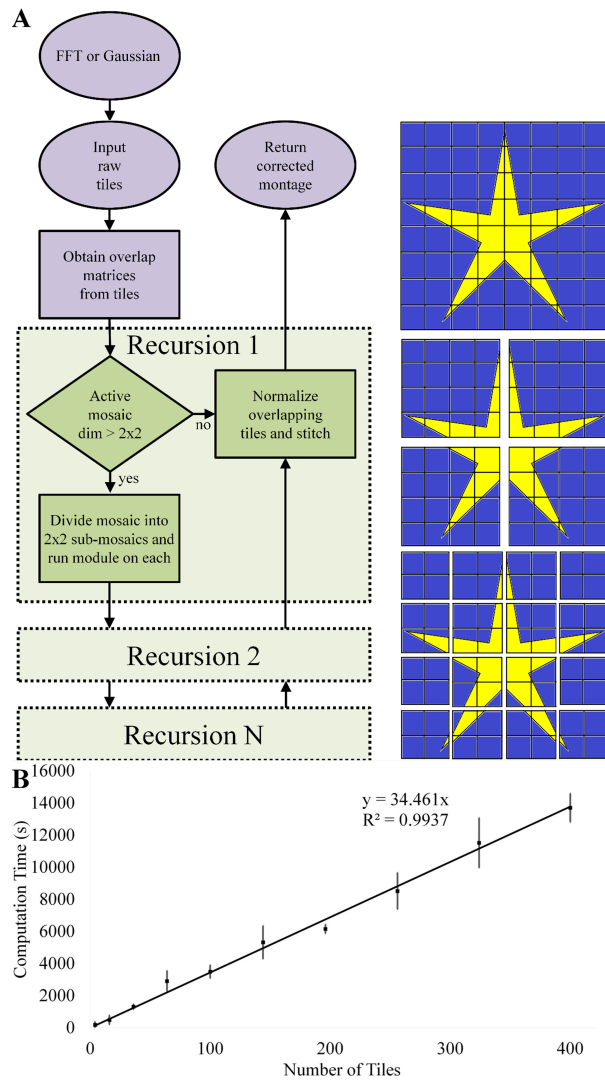 A
FFT or Gaussian
Input
raw
tiles
Return
corrected
montage
Obtain overlap
matrices
from tiles
Recursion 1
Active
mosaic
dim > 2x2
no
Normalize
overlapping
tiles and stitch
yes
Divide mosaic into
2x2 sub-mosaics and
run module on each
Recursion 2
Recursion N
B
16000
14000
12000
10000
8000
6000
4000
2000
0
Computation Time (s)
y = 34.461x
R² = 0.9937
0
100
200
300
400
Number of Tiles